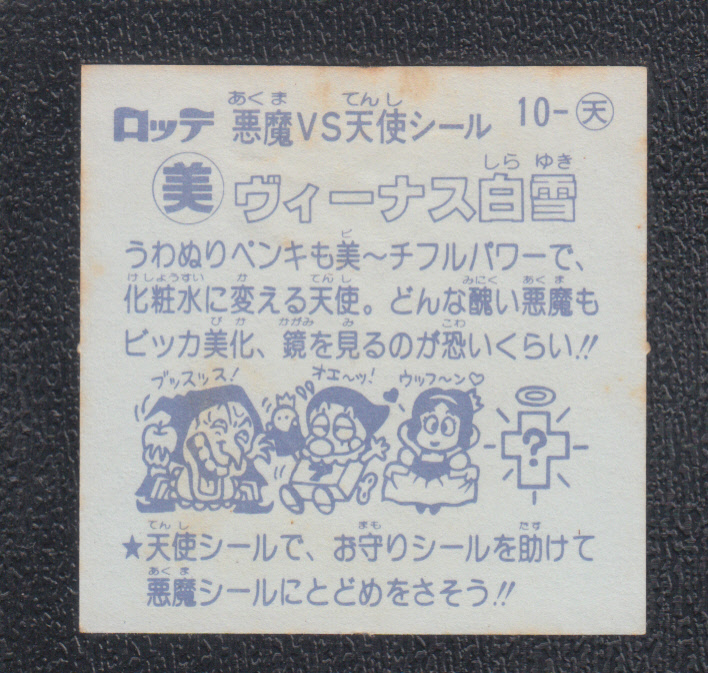 ロッテ 悪魔VS天使シール 10-天
美 ヴィーナス白雪
うわぬりペンキも美〜チフルパワーで、
化粧水に変える天使。どんな醜い悪魔も
ビッカ美化、鏡を見るのが恐いくらい!!
ブッスッス! オエ〜ッ! ウッフ〜ン♡
?
★天使シールで、お守りシールを助けて
悪魔シールにとどめをさそう!!